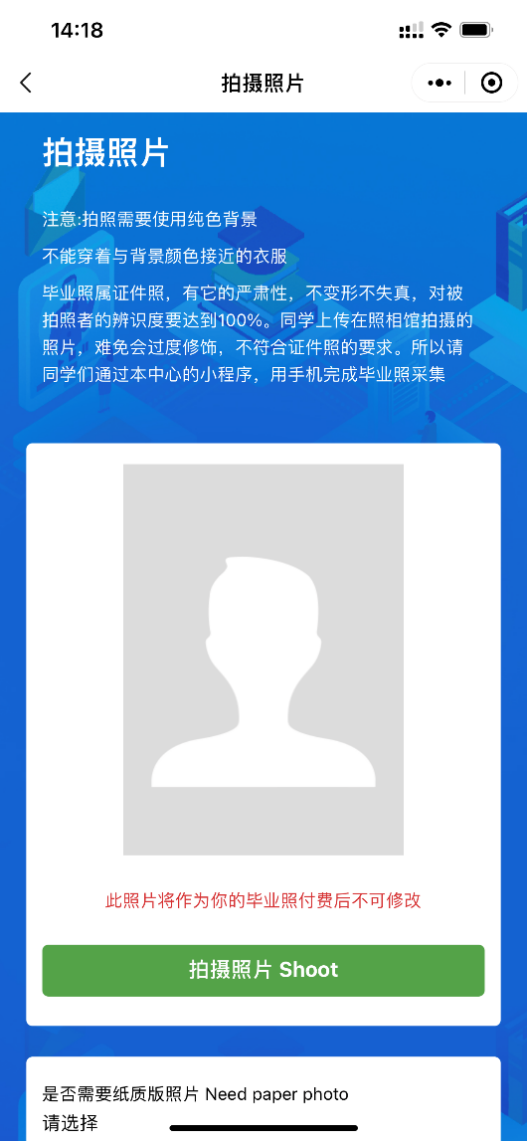 14:18
拍摄照片
拍摄照片
注意:拍照需要使用纯色背景
不能穿着与背景颜色接近的衣服
毕业照属证件照，有它的严肃性，不变形不失真，对被
拍照者的辨识度要达到100%。同学上传在照相馆拍摄的
照片，难免会过度修饰，不符合证件照的要求。所以请
同学们通过本中心的小程序，用手机完成毕业照采集
此照片将作为你的毕业照付费后不可修改
拍摄照片 Shoot
是否需要纸质版照片 Need paper photo
请选择